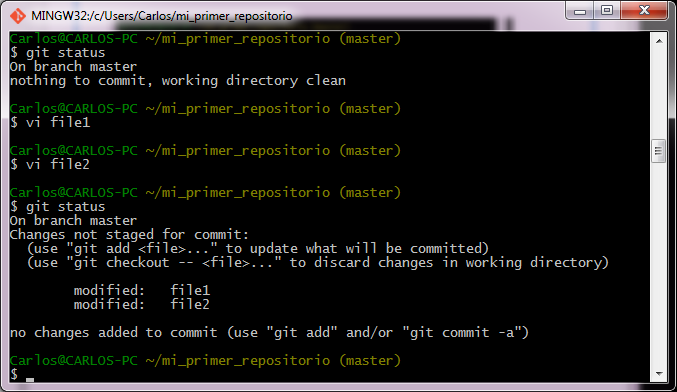 MINGW32:/c/Users/Carlos/mi_primer_repositorio
Carlos@CARLOS-PC ~/mi_primer_repositorio (master)
$ git status
On branch master
nothing to commit, working directory clean
Carlos@CARLOS-PC ~/mi_primer_repositorio (master)
$ vi file1
Carlos@CARLOS-PC ~/mi_primer_repositorio (master)
$ vi file2
Carlos@CARLOS-PC ~/mi_primer_repositorio (master)
$ git status
On branch master
Changes not staged for commit:
  (use "git add <file>..." to update what will be committed)
  (use "git checkout -- <file>..." to discard changes in working directory)
        modified:   file1
        modified:   file2
no changes added to commit (use "git add" and/or "git commit -a")
Carlos@CARLOS-PC ~/mi_primer_repositorio (master)
$